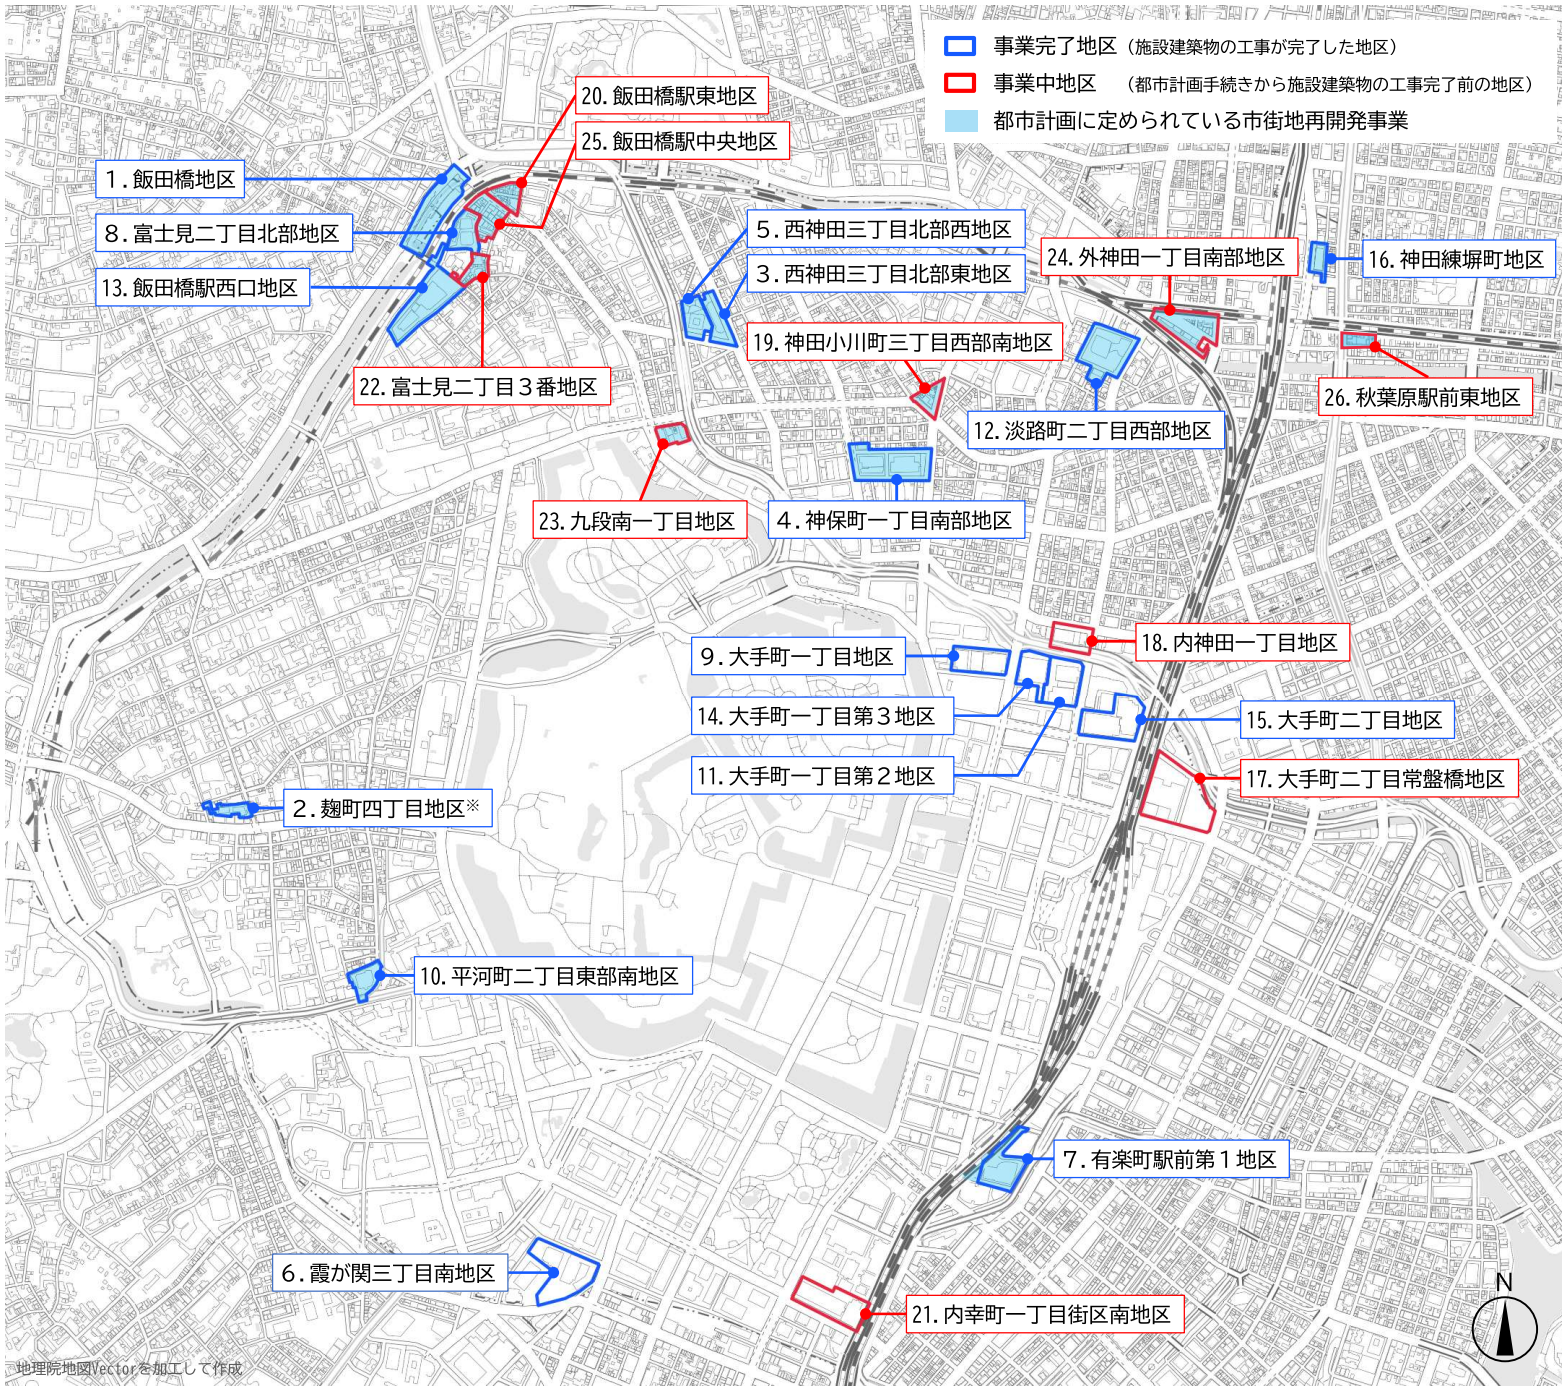 事業完了地区（施設建築物の工事が完了した地区）
事業中地区 （都市計画手続きから施設建築物の工事完了前の地区）
都市計画に定められている市街地再開発事業
20.飯田橋駅東地区
25.飯田橋駅中央地区
1.飯田橋地区
8.富士見二丁目北部地区
13.飯田橋駅西口地区
5.西神田三丁目北部西地区
3.西神田三丁目北部東地区
24.外神田一丁目南部地区
16.神田練塀町地区
19.神田小川町三丁目西部南地区
22.富士見二丁目３番地区
26.秋葉原駅前東地区
12.淡路町二丁目西部地区
23.九段南一丁目地区
4.神保町一丁目南部地区
18.内神田一丁目地区
9.大手町一丁目地区
14.大手町一丁目第３地区
15.大手町二丁目地区
11.大手町一丁目第２地区
17.大手町二丁目常盤橋地区
2.麹町四丁目地区※
10.平河町二丁目東部南地区
7.有楽町駅前第１地区
6.霞が関三丁目南地区
21.内幸町一丁目街区南地区
N
地理院地図Vectorを加工して作成